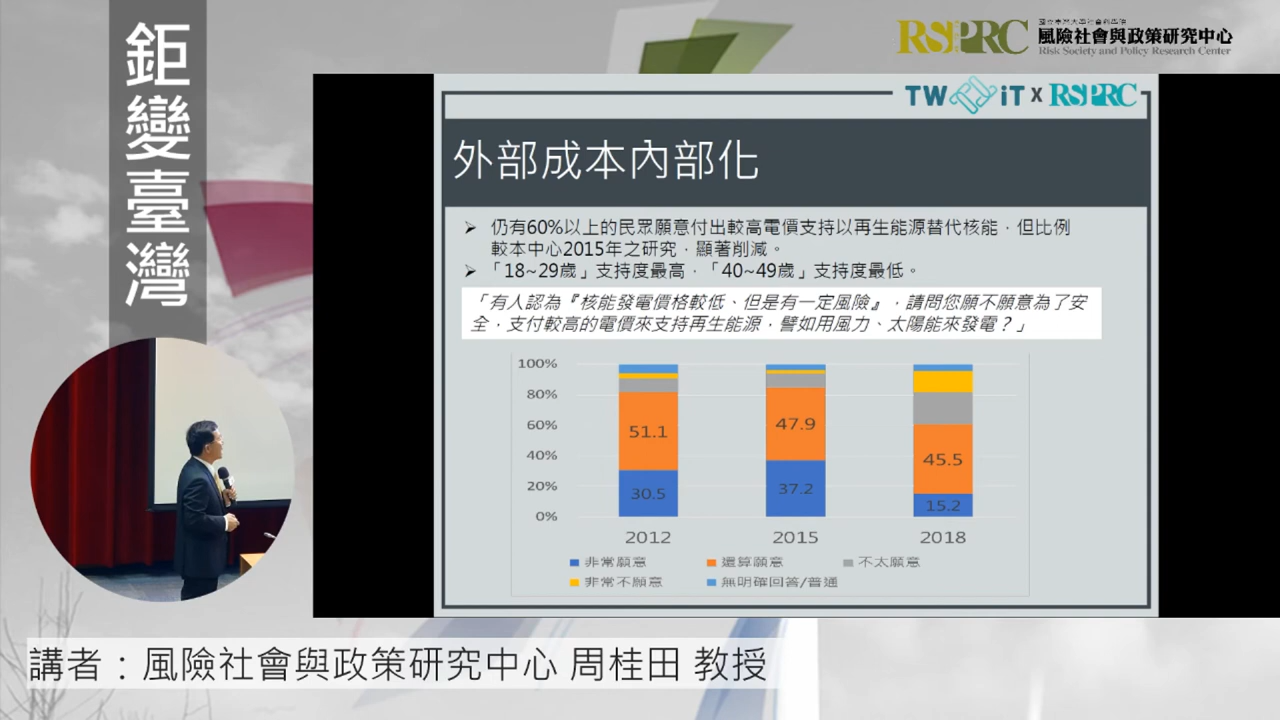 鉅變臺灣
RSPRC
風險社會與政策研究中心
Risk Society and Policy Research Center
TW iT x RSPRC
外部成本內部化
➤ 仍有60%以上的民眾願意付出較高電價支持以再生能源替代核能，但比例
較本中心2015年之研究，顯著削減。
➤ 「18~29歲」支持度最高，「40~49歲」支持度最低。
「有人認為『核能發電價格較低、但是有一定風險』，請問您願不願意為了安
全，支付較高的電價來支持再生能源，譬如用風力、太陽能來發電？」
100%
80%
60%
40%
20%
0%
51.1
30.5
47.9
37.2
45.5
15.2
2012 2015 2018
非常願意 還算願意 不太願意
非常不願意 無明確回答/普通
講者：風險社會與政策研究中心 周桂田 教授